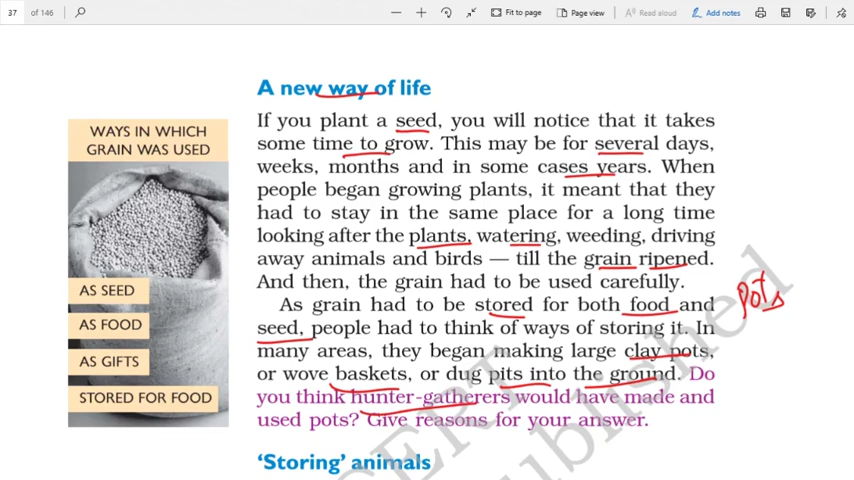 37 of 146 Fit to page Page view Read aloud Add notes
A new way of life
If you plant a seed, you will notice that it takes
some time to grow. This may be for several days,
weeks, months and in some cases years. When
people began growing plants, it meant that they
had to stay in the same place for a long time
looking after the plants, watering, weeding, driving
away animals and birds — till the grain ripened.
And then, the grain had to be used carefully.
As grain had to be stored for both food and
seed, people had to think of ways of storing it. In
many areas, they began making large clay pots,
or wove baskets, or dug pits into the ground. Do
you think hunter-gatherers would have made and
used pots? Give reasons for your answer.
‘Storing’ animals
WAYS IN WHICH
GRAIN WAS USED
AS SEED
AS FOOD
AS GIFTS
STORED FOR FOOD
Pots